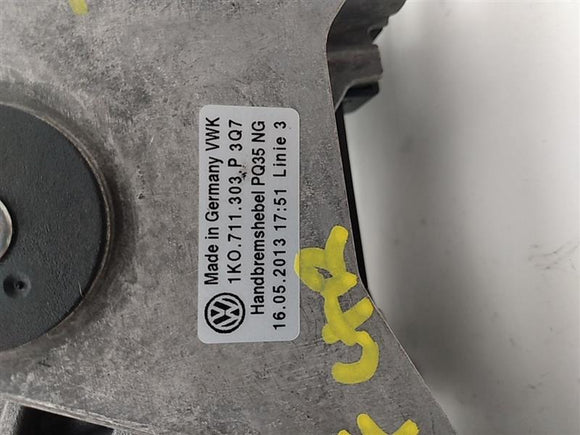 Made in Germany VWK
1KO.711.303.P 3Q7
Handbremshebel PQ35 NG
16.05.2013 17:51 Linie 3